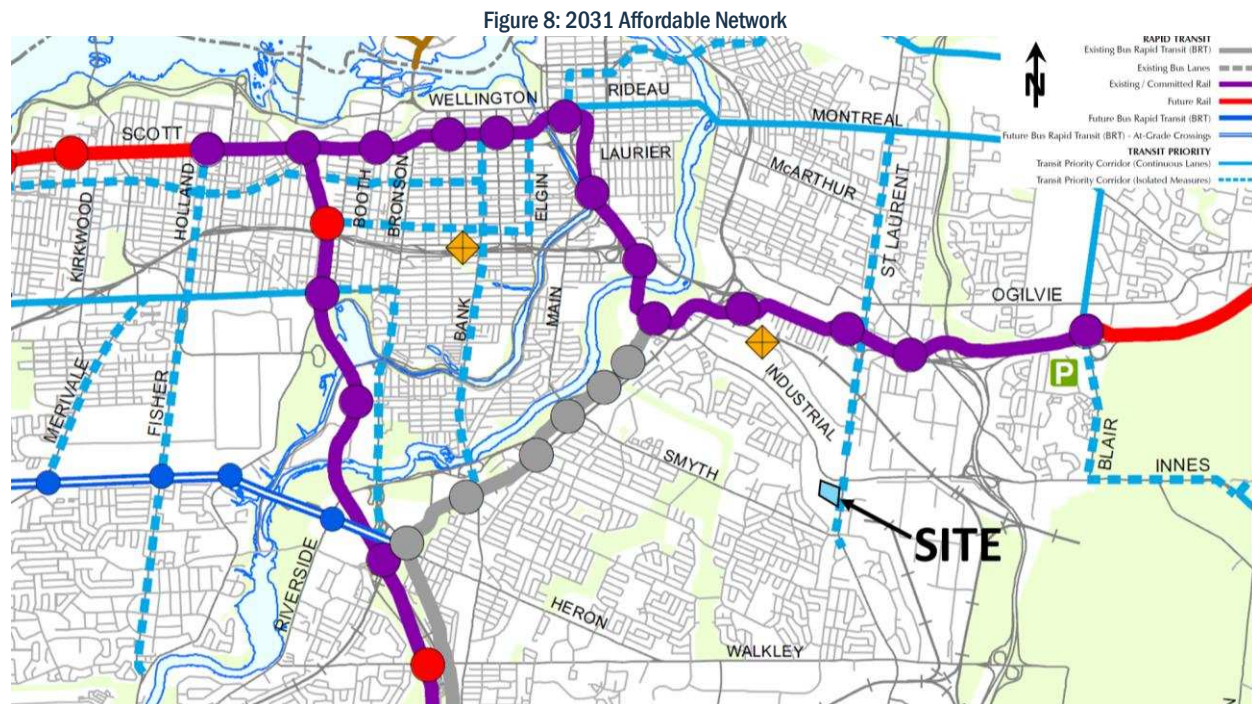 Figure 8: 2031 Affordable Network
RAPID TRANSIT
Existing Bus Rapid Transit (BRT)
Existing Bus Lanes
Existing / Committed Rail
Future Rail
Future Bus Rapid Transit (BRT)
Future Bus Rapid Transit (BRT) - At-Grade Crossings
TRANSIT PRIORITY
Transit Priority Corridor (Continuous Lanes)
Transit Priority Corridor (Isolated Measures)
N
WELLINGTON
RIDEAU
MONTREAL
SCOTT
LAURIER
McARTHUR
KIRKWOOD
HOLLAND
BOOTH
BRONSON
ELGIN
ST LAURENT
BANK
MAIN
OGILVIE
MERIVALE
FISHER
INDUSTRIAL
P
BLAIR
SMYTH
INNES
SITE
RIVERSIDE
HERON
WALKLEY